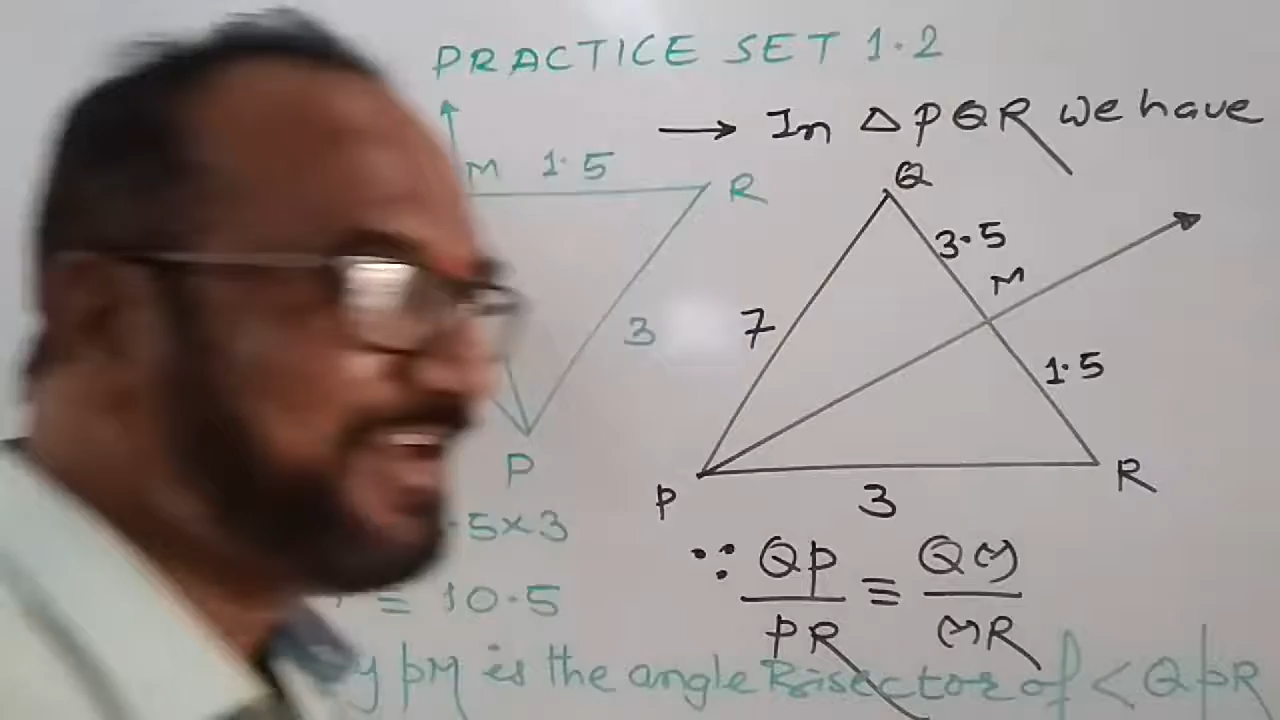 PRACTICE SET 1.2
→ In △ PQR we have
M 1.5
R
3
P
.5×3
= 10.5
Q
3.5
M
7
1.5
P
3
R
∵ QP/PR ≡ QM/MR
y PM is the angle Bisector of < QPR